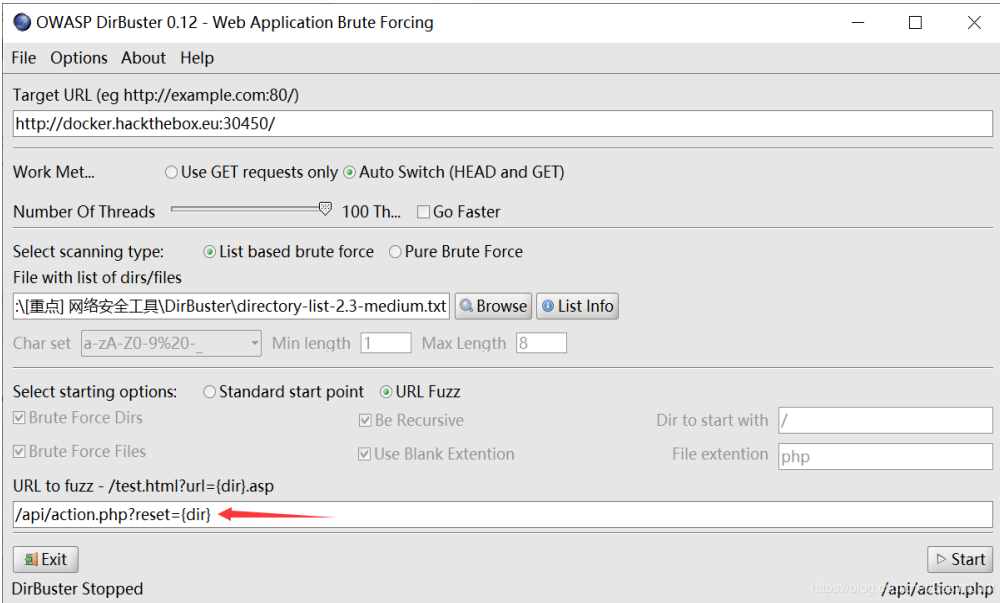 OWASP DirBuster 0.12 - Web Application Brute Forcing
File Options About Help
Target URL (eg http://example.com:80/)
http://docker.hackthebox.eu:30450/
Work Met... Use GET requests only Auto Switch (HEAD and GET)
Number Of Threads 100 Th... Go Faster
Select scanning type: List based brute force Pure Brute Force
File with list of dirs/files
:\[重点] 网络安全工具\DirBuster\directory-list-2.3-medium.txt Browse List Info
Char set a-zA-Z0-9%20-_ Min length 1 Max Length 8
Select starting options: Standard start point URL Fuzz
Brute Force Dirs Be Recursive Dir to start with /
Brute Force Files Use Blank Extention File extention php
URL to fuzz - /test.html?url={dir}.asp
/api/action.php?reset={dir}
Exit Start
DirBuster Stopped /api/action.php